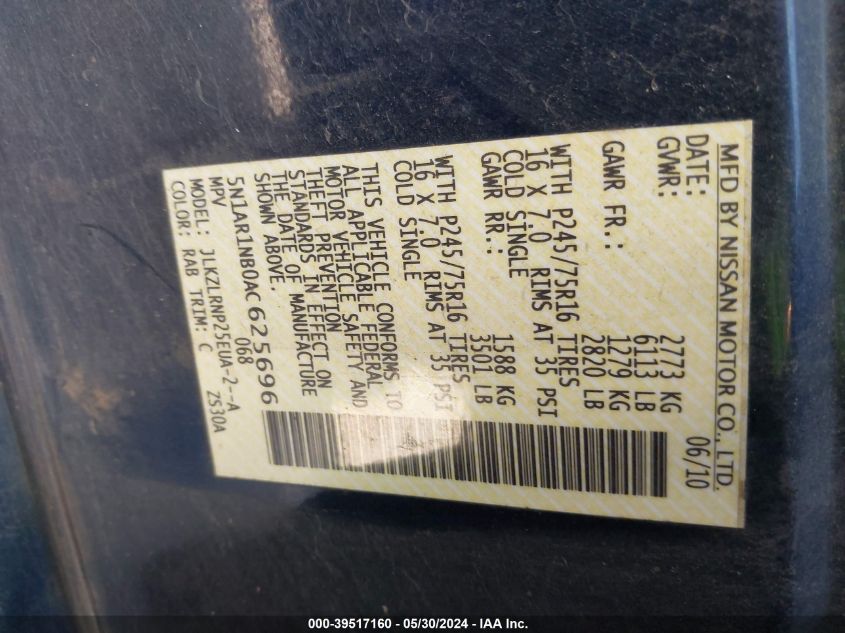 MFD BY NISSAN MOTOR CO., LTD.
DATE: 06/10
GVWR: 2773 KG
6113 LB
GAWR FR.: 1279 KG
2820 LB
WITH P245/75R16 TIRES
16 X 7.0 RIMS AT 35 PSI
COLD SINGLE
GAWR RR.: 1588 KG
3501 LB
WITH P245/75R16 TIRES
16 X 7.0 RIMS AT 35 PSI
COLD SINGLE
THIS VEHICLE CONFORMS TO
ALL APPLICABLE FEDERAL
MOTOR VEHICLE SAFETY AND
THEFT PREVENTION
STANDARDS IN EFFECT ON
THE DATE OF MANUFACTURE
SHOWN ABOVE.
5N1AR1NB0AC625696
MPV 068
MODEL: JLKZLRNP25EUA-2--A
COLOR: RAB TRIM: C ZS30A
000-39517160 - 05/30/2024 - IAA Inc.